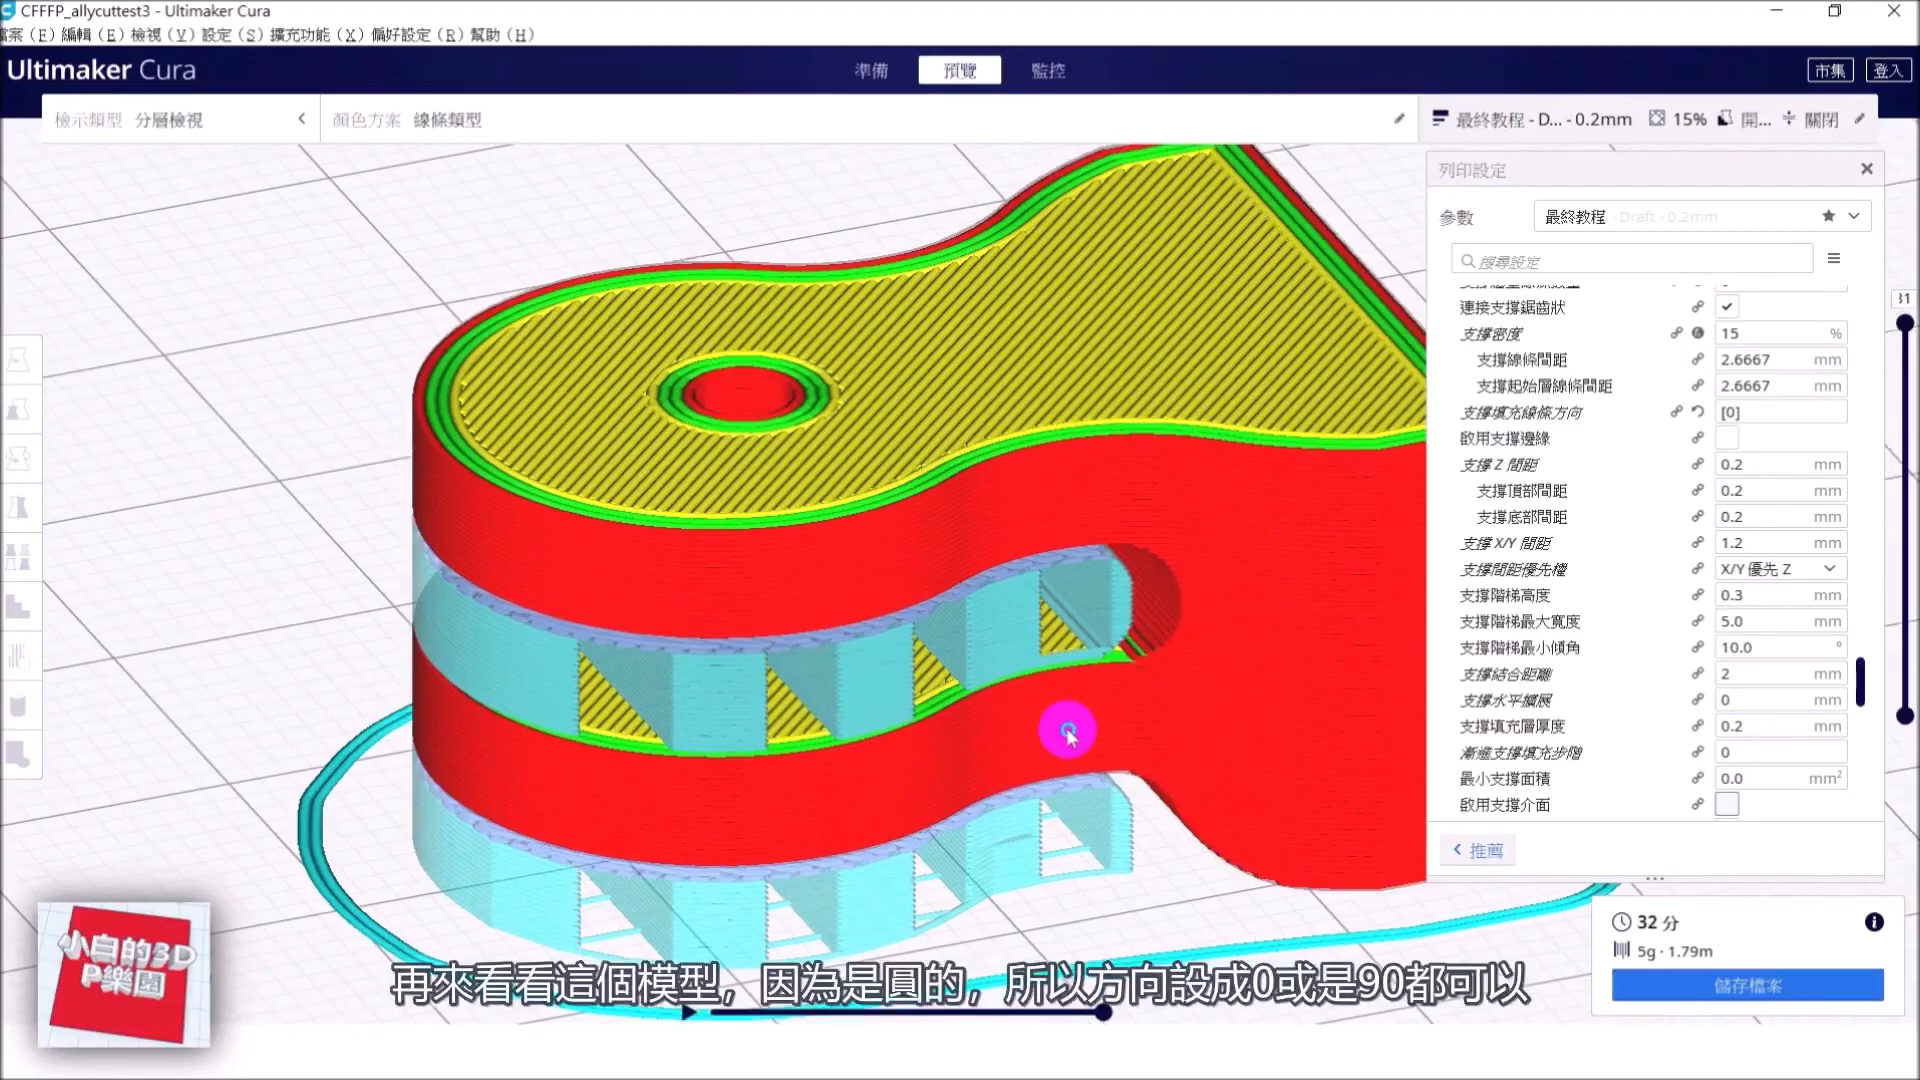 CFFFP_allycuttest3 - Ultimaker Cura
檔案 (F) 編輯 (E) 檢視 (V) 設定 (S) 擴充功能 (X) 偏好設定 (R) 幫助 (H)
Ultimaker Cura
準備 預覽 監控
市集 登入
檢示類型 分層檢視
顏色方案 線條類型
最終教程 - D... - 0.2mm 15% 開... 關閉
列印設定
參數 最終教程 - Draft - 0.2mm
搜尋設定
連接支撐鋸齒狀
支撐密度 15 %
支撐線條間距 2.6667 mm
支撐起始層線條間距 2.6667 mm
支撐填充線條方向 [0]
啟用支撐邊緣
支撐 Z 間距 0.2 mm
支撐頂部間距 0.2 mm
支撐底部間距 0.2 mm
支撐 X/Y 間距 1.2 mm
支撐間距優先權 X/Y 優先 Z
支撐階梯高度 0.3 mm
支撐階梯最大寬度 5.0 mm
支撐階梯最小傾角 10.0 °
支撐結合距離 2 mm
支撐水平擴展 0 mm
支撐填充層厚度 0.2 mm
漸進支撐填充步階 0
最小支撐面積 0.0 mm²
啟用支撐介面
推薦
31
32 分
5g · 1.79m
儲存檔案
小白的3D
P樂園
再來看看這個模型，因為是圓的，所以方向設成0或是90都可以